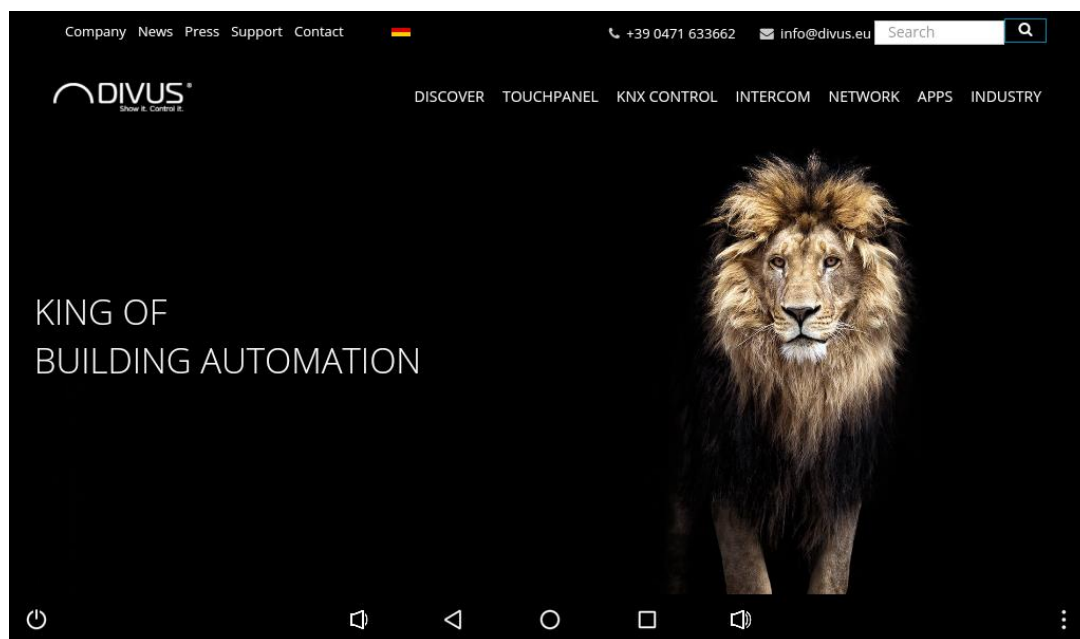 Company News Press Support Contact +39 0471 633662 info@divus.eu Search
DIVUS®
Show it. Control it.
DISCOVER TOUCHPANEL KNX CONTROL INTERCOM NETWORK APPS INDUSTRY
KING OF
BUILDING AUTOMATION